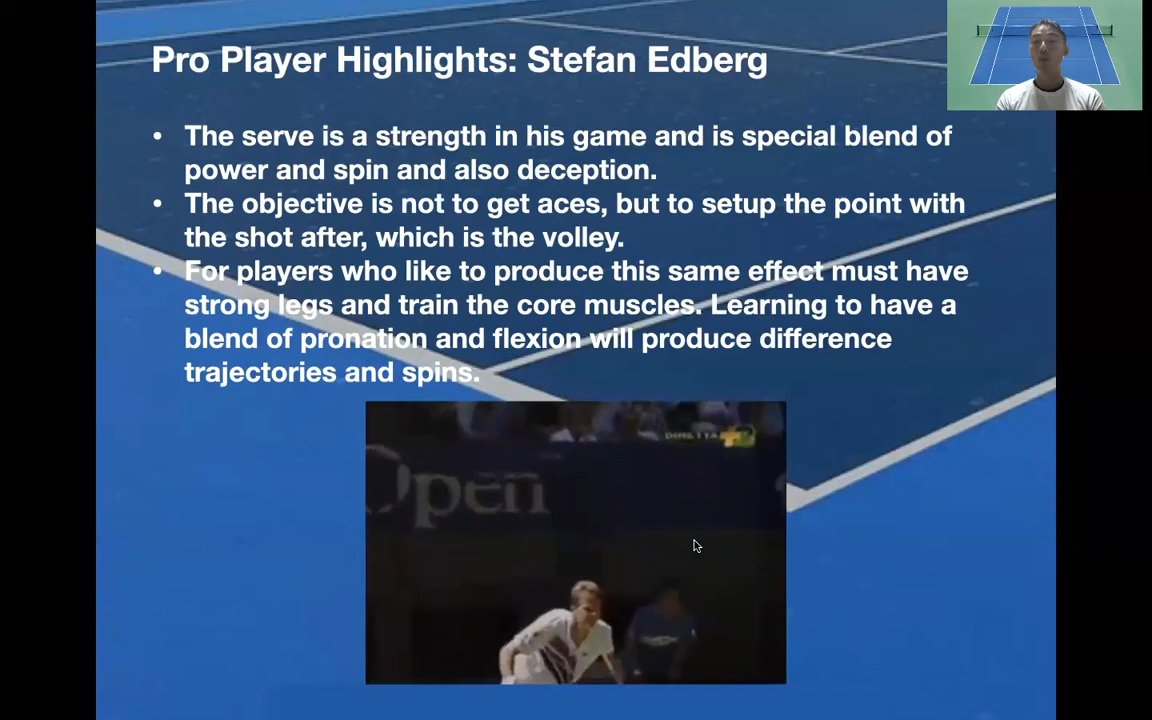 Pro Player Highlights: Stefan Edberg
• The serve is a strength in his game and is special blend of
power and spin and also deception.
• The objective is not to get aces, but to setup the point with
the shot after, which is the volley.
• For players who like to produce this same effect must have
strong legs and train the core muscles. Learning to have a
blend of pronation and flexion will produce difference
trajectories and spins.
DIRETTA
Open